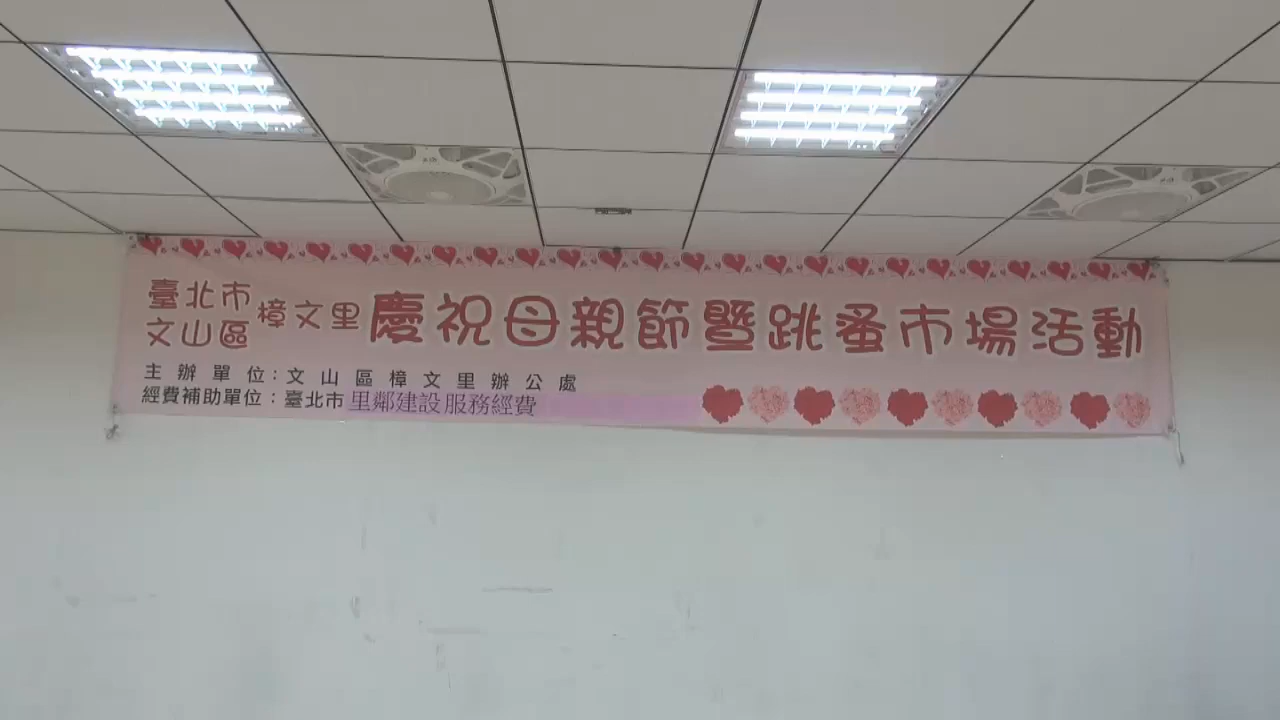 臺北市
文山區
樟文里
慶祝母親節暨跳蚤市場活動
主辦單位：文山區樟文里辦公處
經費補助單位：臺北市里鄰建設服務經費